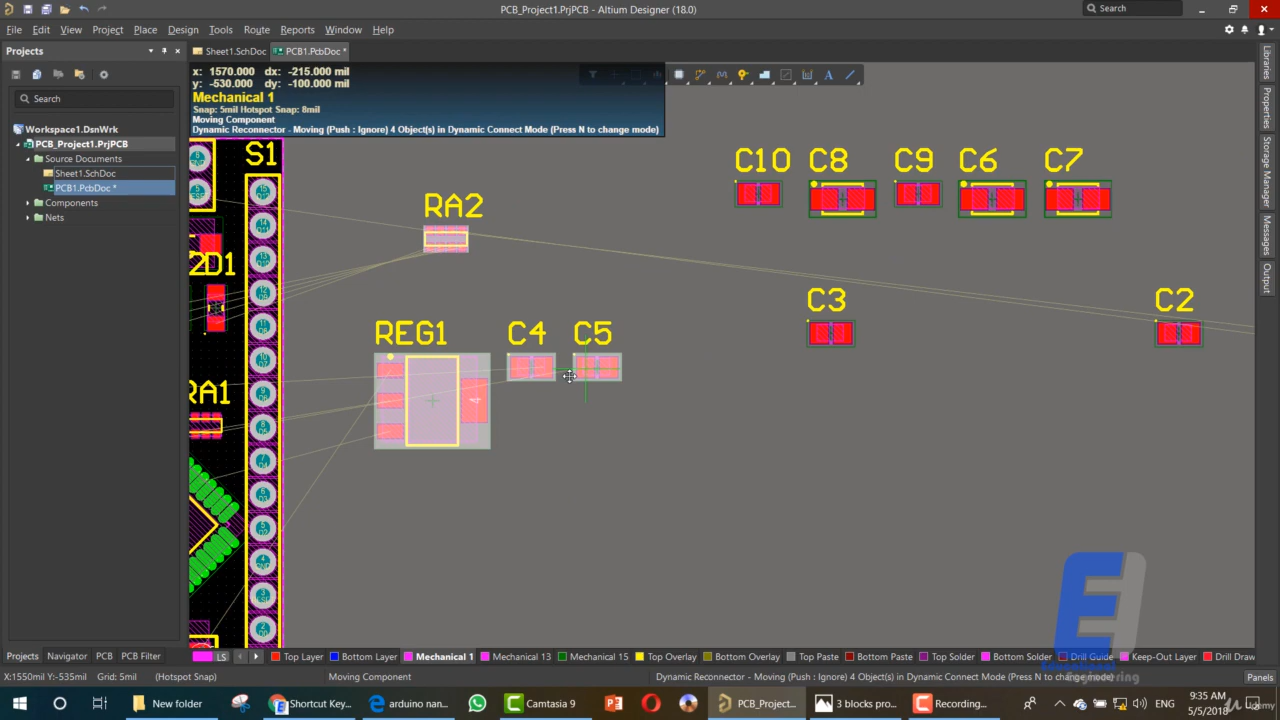 PCB_Project1.PrjPCB - Altium Designer (18.0)
Search
File Edit View Project Place Design Tools Route Reports Window Help
Projects
Sheet1.SchDoc
PCB1.PcbDoc *
Search
Workspace1.DsnWrk
PCB_Project1.PrjPCB
Source Documents
Sheet1.SchDoc
PCB1.PcbDoc *
Components
Nets
x: 1570.000 dx: -215.000 mil
y: -530.000 dy: -100.000 mil
Mechanical 1
Snap: 5mil Hotspot Snap: 8mil
Moving Component
Dynamic Reconnector - Moving (Push : Ignore) 4 Object(s) in Dynamic Connect Mode (Press N to change mode)
S1
C10 C8 C9 C6 C7
RA2
2D1
C3
C2
REG1
C4
C5
4
RA1
Libraries
Properties
Storage Manager
Messages
Output
Projects Navigator PCB PCB Filter
LS Top Layer Bottom Layer Mechanical 1 Mechanical 13 Mechanical 15 Top Overlay Bottom Overlay Top Paste Bottom Paste Top Solder Bottom Solder Drill Guide Keep-Out Layer Drill Draw
X:1550mil Y:-535mil Grid: 5mil (Hotspot Snap) Moving Component Dynamic Reconnector - Moving (Push : Ignore) 4 Object(s) in Dynamic Connect Mode (Press N to change mode)
Panels
Engineering
New folder
Shortcut Key...
arduino nan...
Camtasia 9
PCB_Project...
3 blocks pro...
Recording...
ENG
9:35 AM
5/5/2018
Udemy